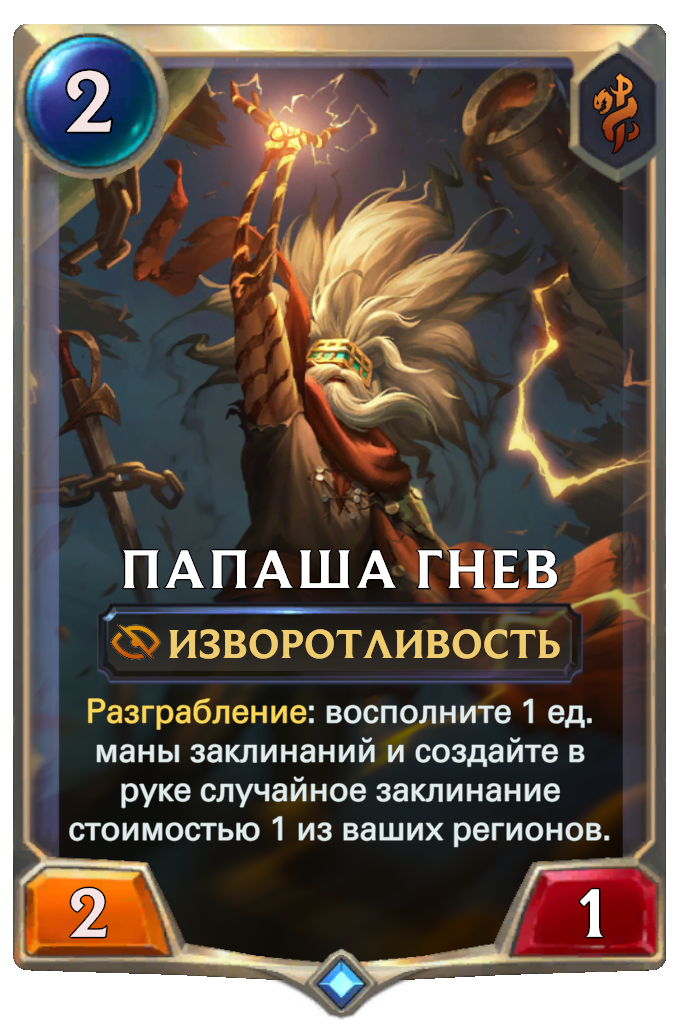 2
ПАПАША ГНЕВ
ИЗВОРОТЛИВОСТЬ
Разграбление: восполните 1 ед.
маны заклинаний и создайте в
руке случайное заклинание
стоимостью 1 из ваших регионов.
2
1